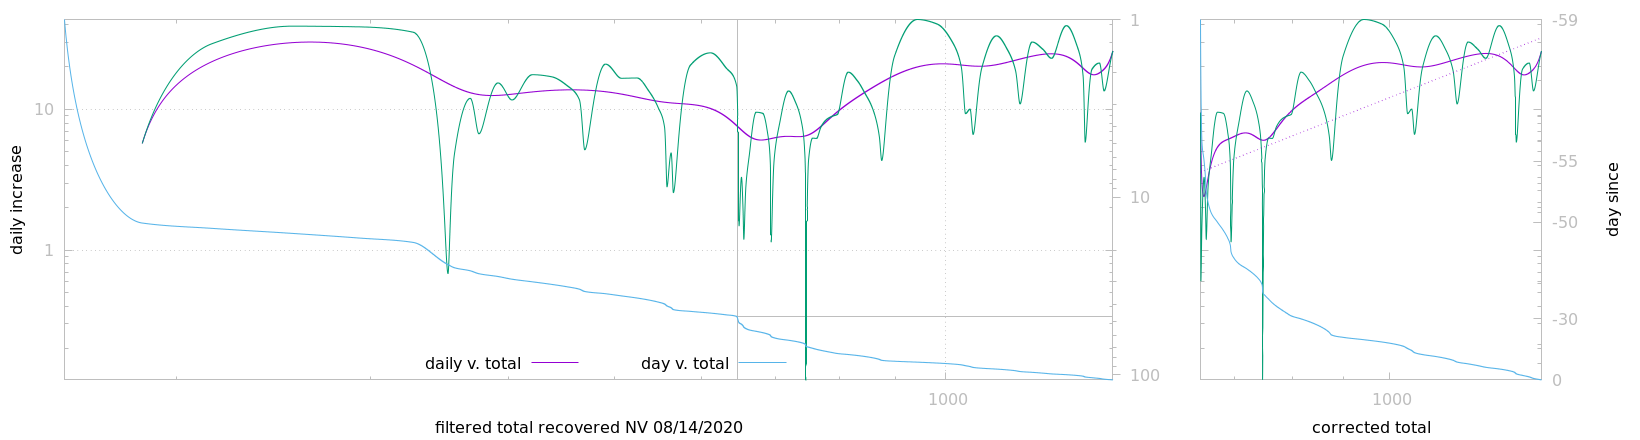 daily increase
10
1
daily v. total
day v. total
1
10
100
1000
filtered total recovered NV 08/14/2020
-59
-55
-50
-30
0
day since
1000
corrected total